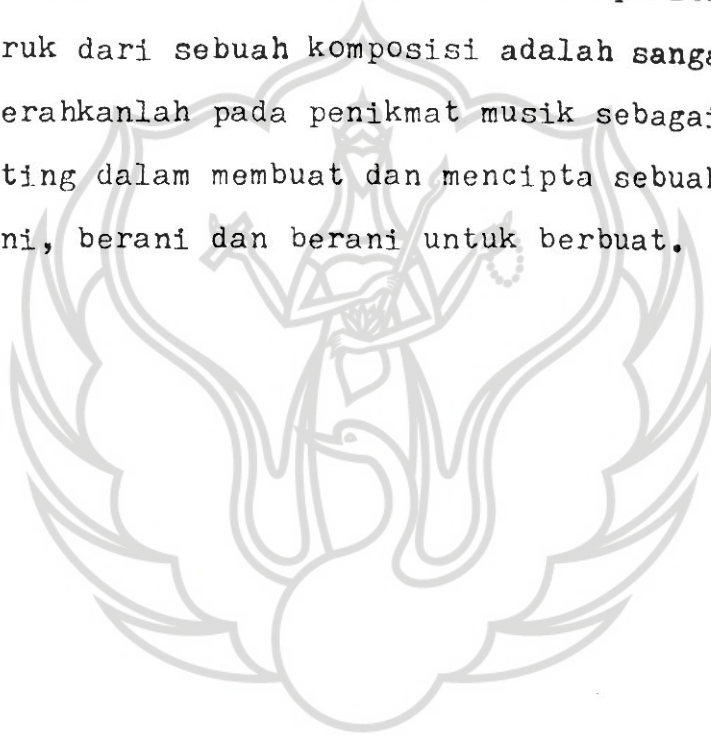 ruk dari sebuah komposisi adalah sanga
erahkanlah pada penikmat musik sebagai
ting dalam membuat dan mencipta sebual
ni, berani dan berani untuk berbuat.